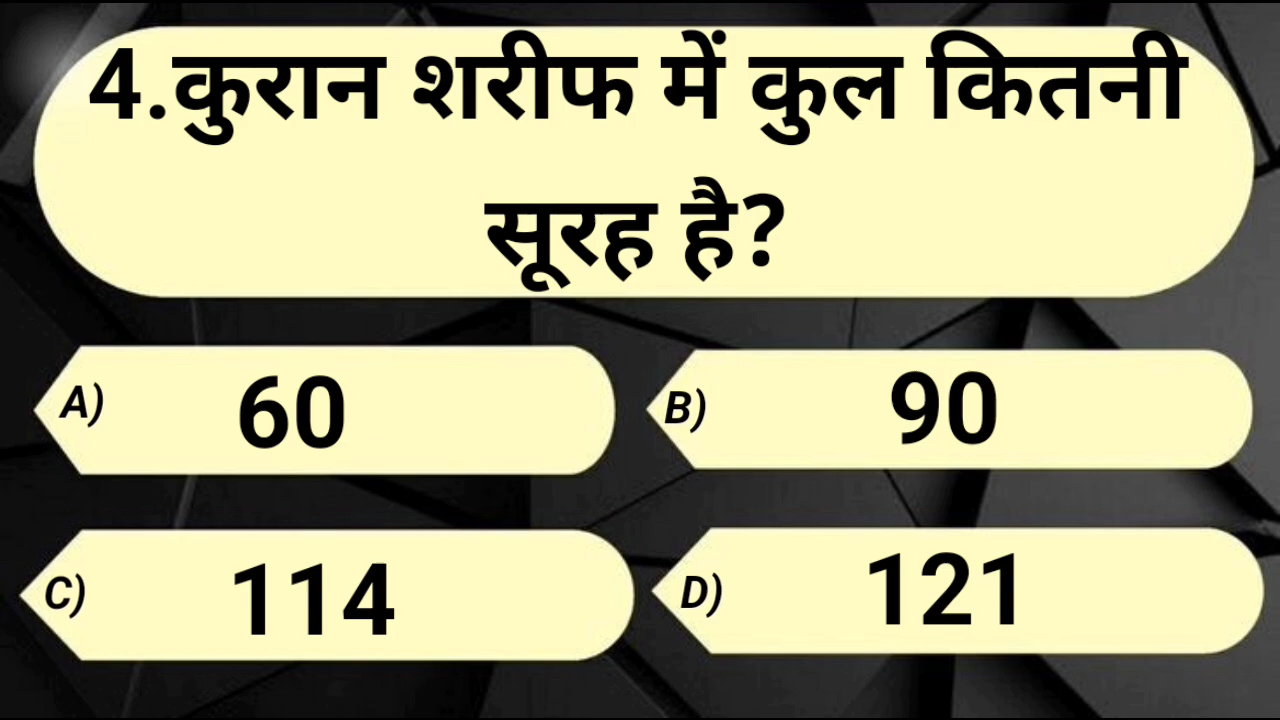 4.कुरान शरीफ में कुल कितनी
सूरह है?
A) 60
B) 90
C) 114
D) 121